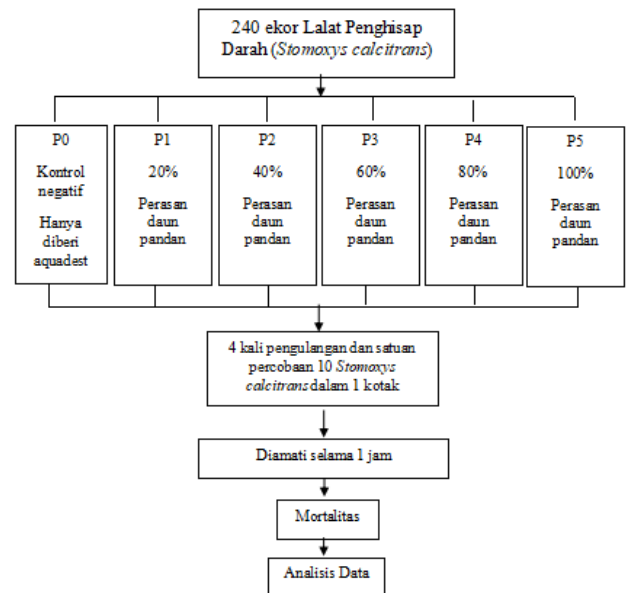 240 ekor Lalat Penghisap
Darah (Stomoxys calcitrans)
P0
Kontrol
negatif
Hanya
diberi
aquadest
P1
20%
Perasan
daun
pandan
P2
40%
Perasan
daun
pandan
P3
60%
Perasan
daun
pandan
P4
80%
Perasan
daun
pandan
P5
100%
Perasan
daun
pandan
4 kali pengulangan dan satuan
percobaan 10 Stomoxys
calcitrans dalam 1 kotak
Diamati selama 1 jam
Mortalitas
Analisis Data